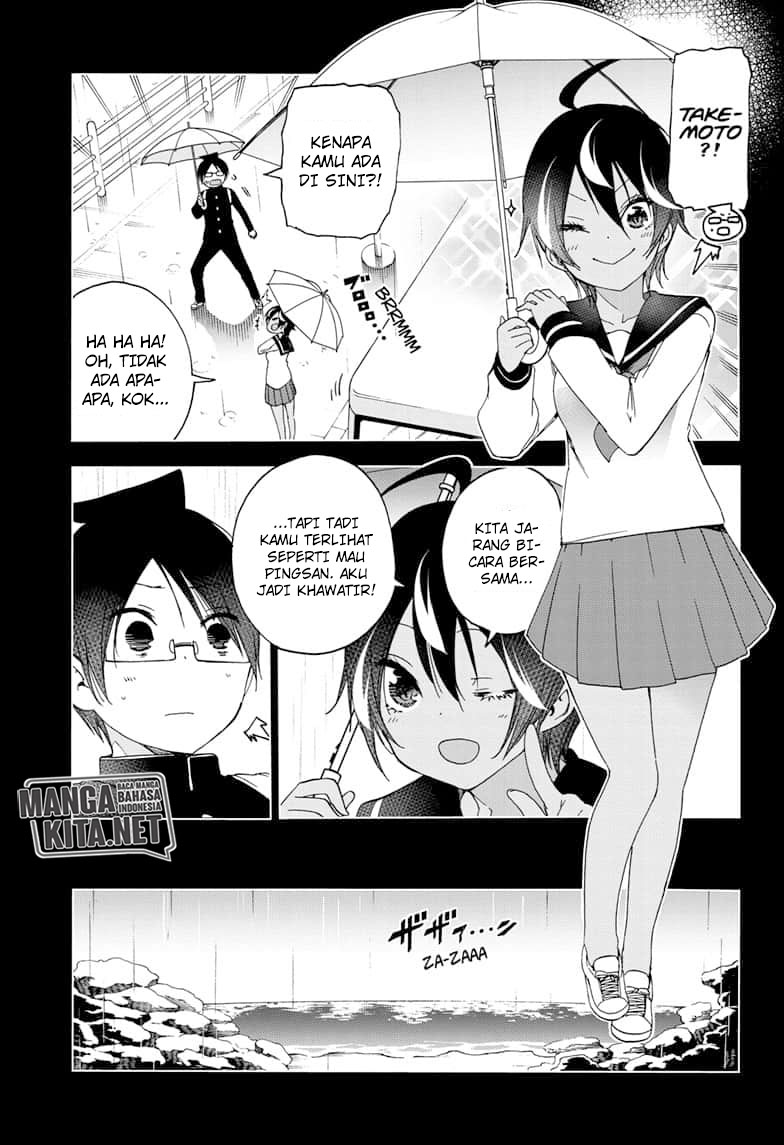 TAKE-
MOTO
?!
KENAPA
KAMU ADA
DI SINI?!
ブロロロ...
BRRMMM
HA HA HA!
OH, TIDAK
ADA APA-
APA, KOK...
KITA JA-
RANG BI-
CARA BER-
SAMA...
...TAPI TADI
KAMU TERLIHAT
SEPERTI MAU
PINGSAN. AKU
JADI KHAWATIR!
MANGA
KITA.NET
BACA MANGA
BAHASA
INDONESIA
ザザァ...ン
ZA-ZAAA